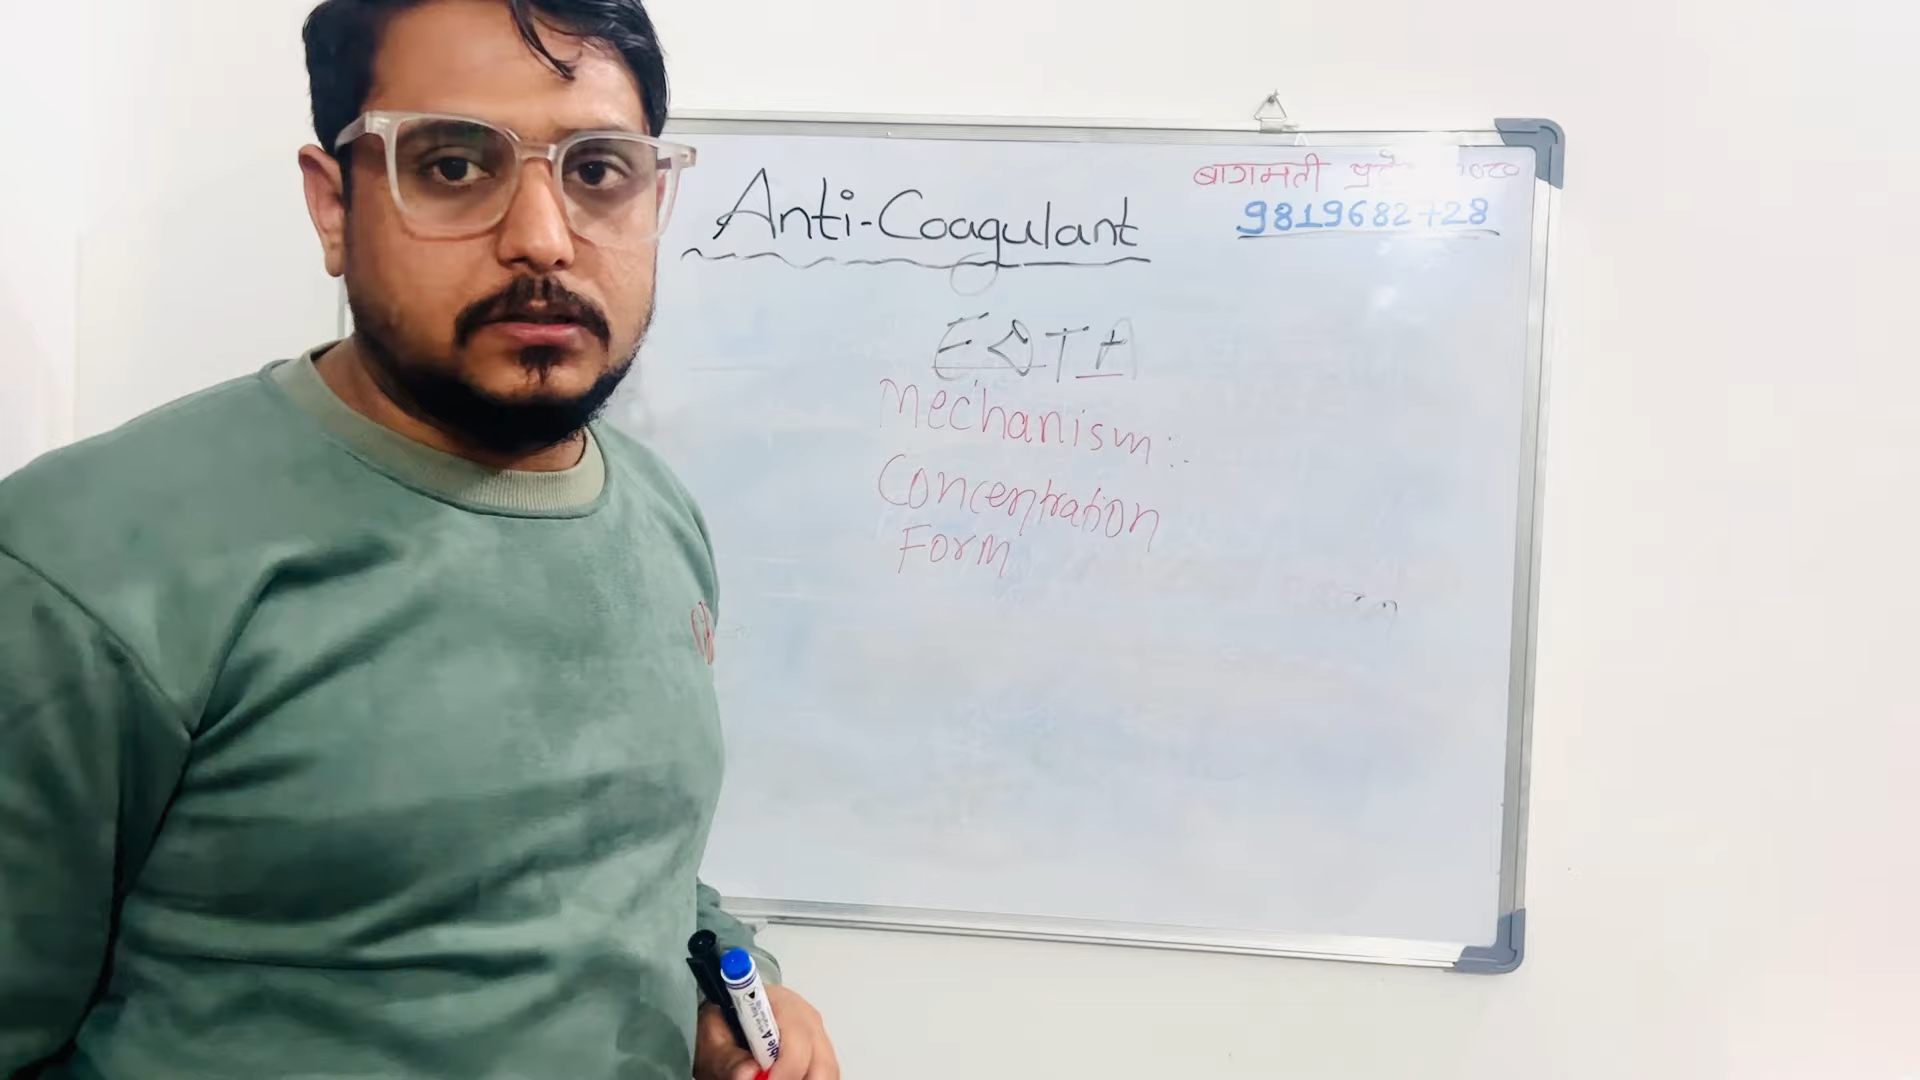 Anti-Coagulant
बागमती
9819682728
EDTA
Mechanism:-
Concentration
Form